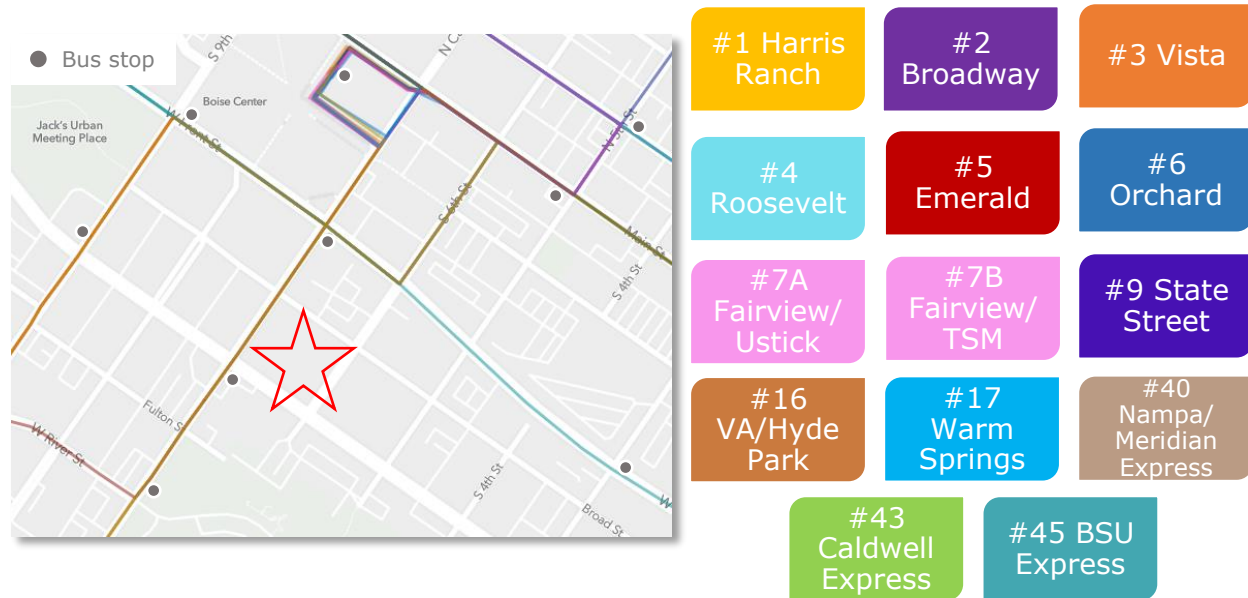 Bus stop
S 9th
N Ca
Boise Center
Jack's Urban
Meeting Place
W Front St
N 5th St
S 6th St
Main St
S 4th St
Fulton S
W River St
S 4th St
Broad St
W
#1 Harris
Ranch
#2
Broadway
#3 Vista
#4
Roosevelt
#5
Emerald
#6
Orchard
#7A
Fairview/
Ustick
#7B
Fairview/
TSM
#9 State
Street
#16
VA/Hyde
Park
#17
Warm
Springs
#40
Nampa/
Meridian
Express
#43
Caldwell
Express
#45 BSU
Express